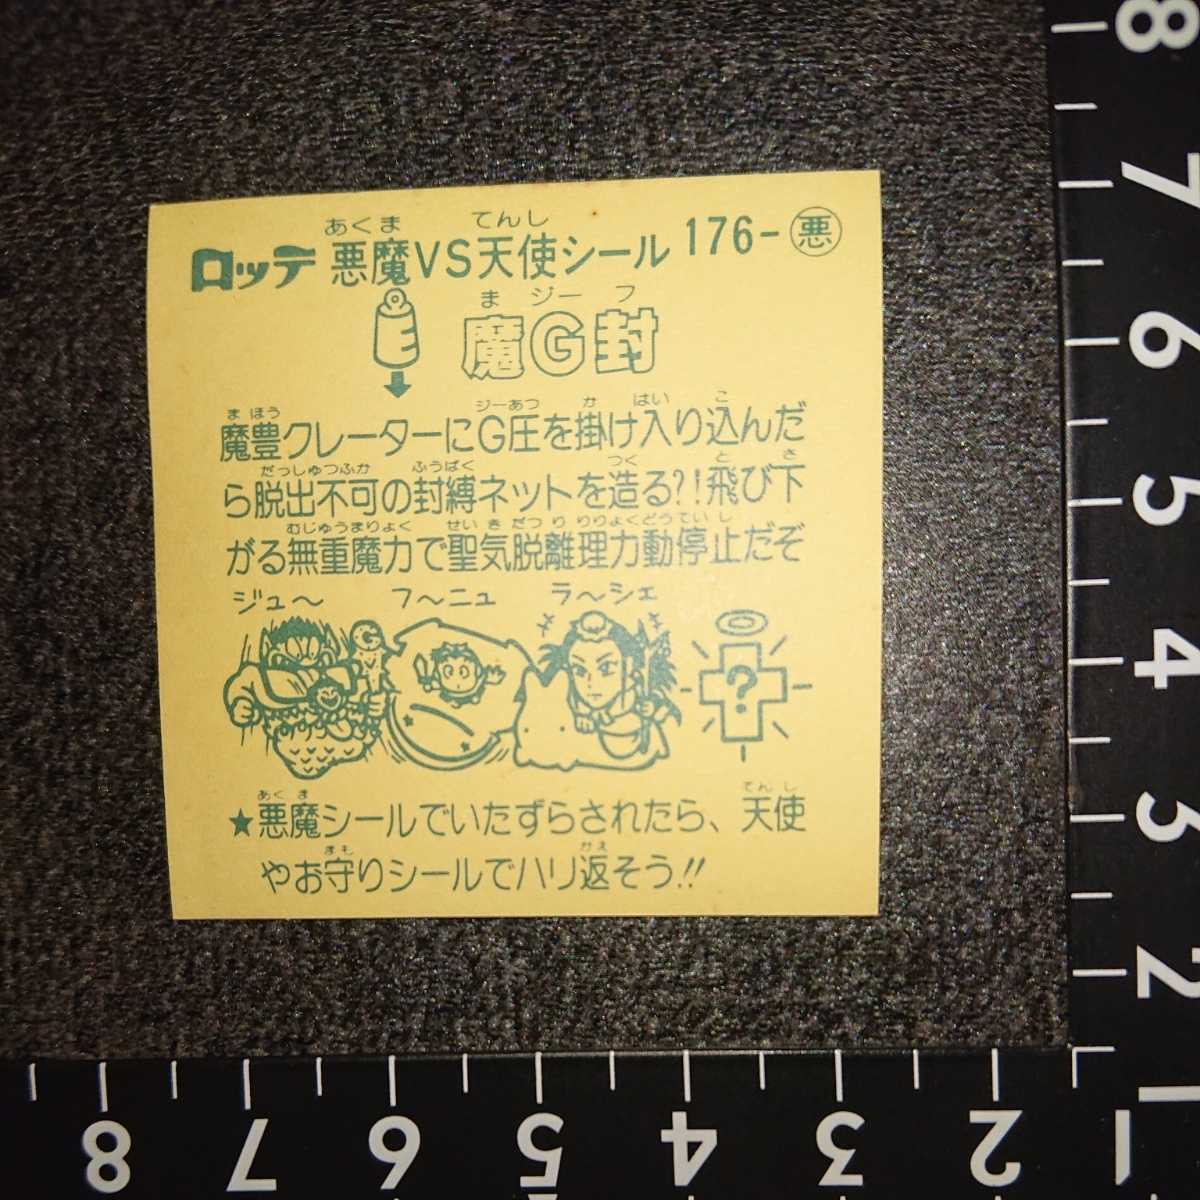 あくま てんし
ロッテ 悪魔VS天使シール 176-悪
ま ジーフ
魔G封
まほう ジーあつ か はい こ
魔豊クレーターにG圧を掛け入り込んだ
だっしゅつふか ふうばく つく と さ
ら脱出不可の封縛ネットを造る?!飛び下
むじゅうまりょく せいきだつり りりょくどうていし
がる無重魔力で聖気脱離理力動停止だぞ
ジュ〜 フ〜ニュ ラ〜シェ
?
あくま てんし
★悪魔シールでいたずらされたら、天使
まも かえ
やお守りシールでハリ返そう!!
8
7
6
5
4
3
2
1
8 7 6 5 4 3 2 1